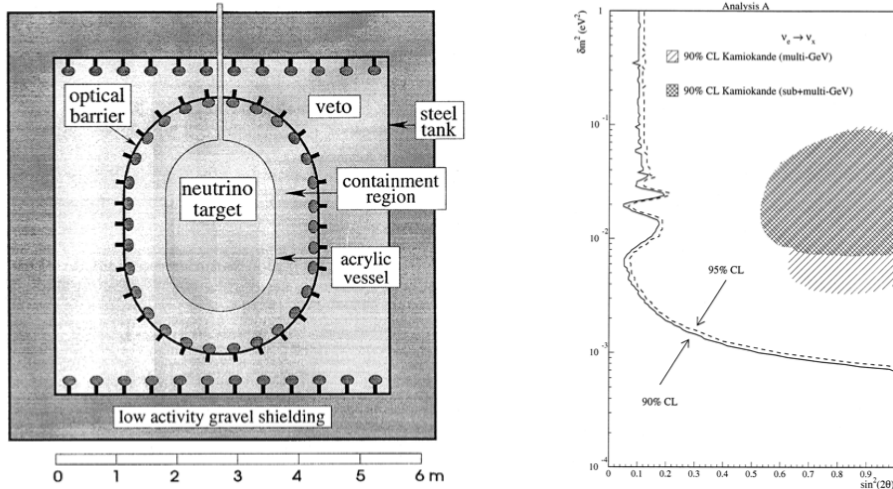 optical
barrier
veto
steel
tank
neutrino
target
containment
region
acrylic
vessel
low activity gravel shielding
0 1 2 3 4 5 6 m
Analysis A
δm² (eV²)
νₑ → νₓ
90% CL Kamiokande (multi-GeV)
90% CL Kamiokande (sub+multi-GeV)
1
10⁻¹
10⁻²
95% CL
10⁻³
90% CL
10⁻⁴
0 0.1 0.2 0.3 0.4 0.5 0.6 0.7 0.8 0.9
sin²(2θ)